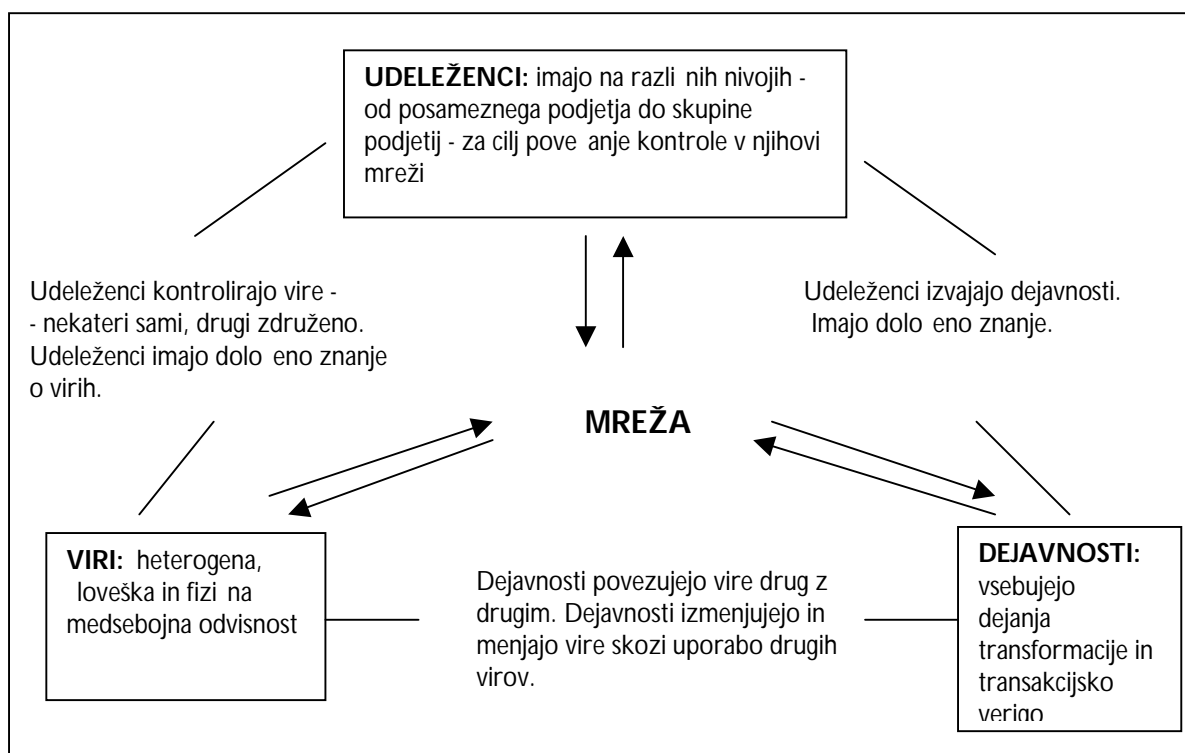 UDELEŽENCI: imajo na razli nih nivojih -
od posameznega podjetja do skupine
podjetij - za cilj pove anje kontrole v njihovi
mreži
Udeleženci kontrolirajo vire -
- nekateri sami, drugi združeno.
Udeleženci imajo dolo eno znanje
o virih.
Udeleženci izvajajo dejavnosti.
Imajo dolo eno znanje.
MREŽA
VIRI: heterogena,
loveška in fizi na
medsebojna odvisnost
Dejavnosti povezujejo vire drug z
drugim. Dejavnosti izmenjujejo in
menjajo vire skozi uporabo drugih
virov.
DEJAVNOSTI:
vsebujejo
dejanja
transformacije in
transakcijsko
verigo